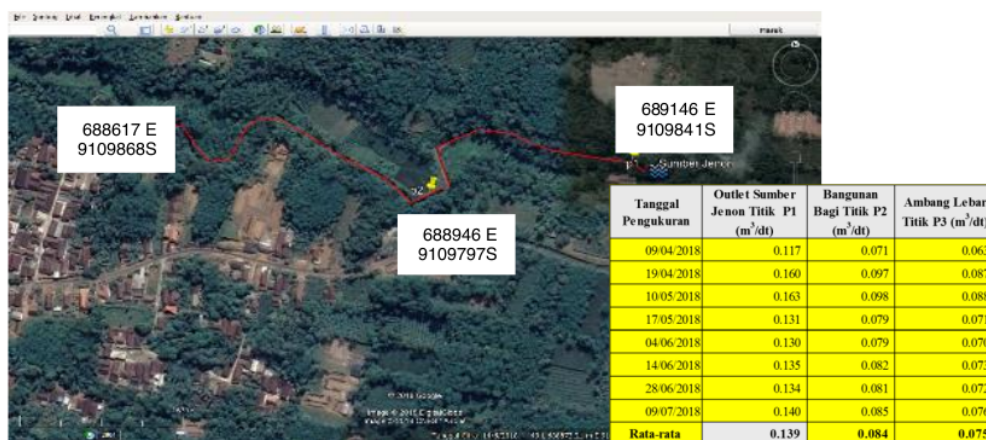 masuk
688617 E
9109868S
689146 E
9109841S
p1
Sumber Jenon
p2
688946 E
9109797S
© 2018 Google
Tanggal Pengukuran
Outlet Sumber Jenon Titik P1 (m³/dt)
Bangunan Bagi Titik P2 (m³/dt)
Ambang Lebar Titik P3 (m³/dt)
09/04/2018 0.117 0.071 0.063
19/04/2018 0.160 0.097 0.087
10/05/2018 0.163 0.098 0.088
17/05/2018 0.131 0.079 0.071
04/06/2018 0.130 0.079 0.070
14/06/2018 0.135 0.082 0.073
28/06/2018 0.134 0.081 0.072
09/07/2018 0.140 0.085 0.076
Rata-rata 0.139 0.084 0.075